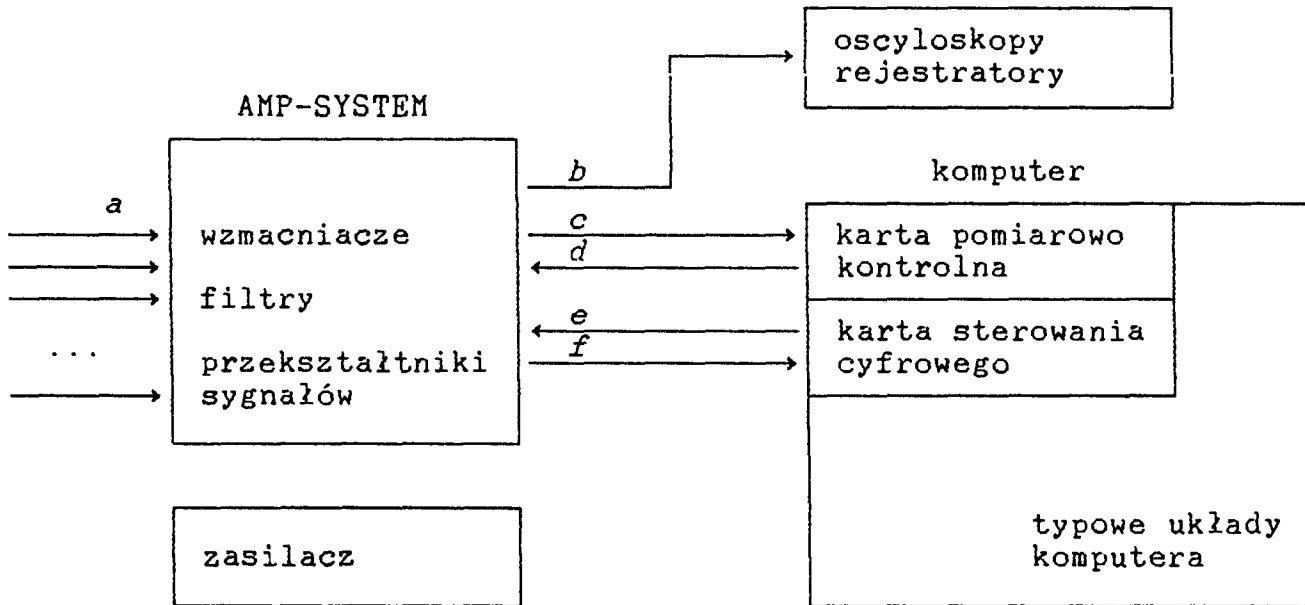 oscyloskopy
rejestratory
AMP-SYSTEM
b
komputer
a
wzmacniacze
c
karta pomiarowo
d
kontrolna
filtry
e
karta sterowania
...
f
przekształtniki
cyfrowego
sygnałów
typowe układy
zasilacz
komputera